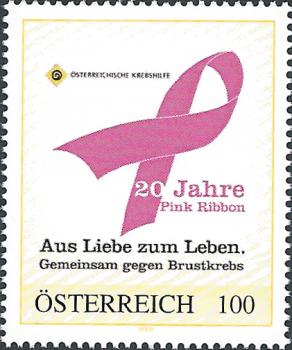 ÖSTERREICHISCHE KREBSHILFE
20 Jahre
Pink Ribbon
Aus Liebe zum Leben.
Gemeinsam gegen Brustkrebs
ÖSTERREICH 100